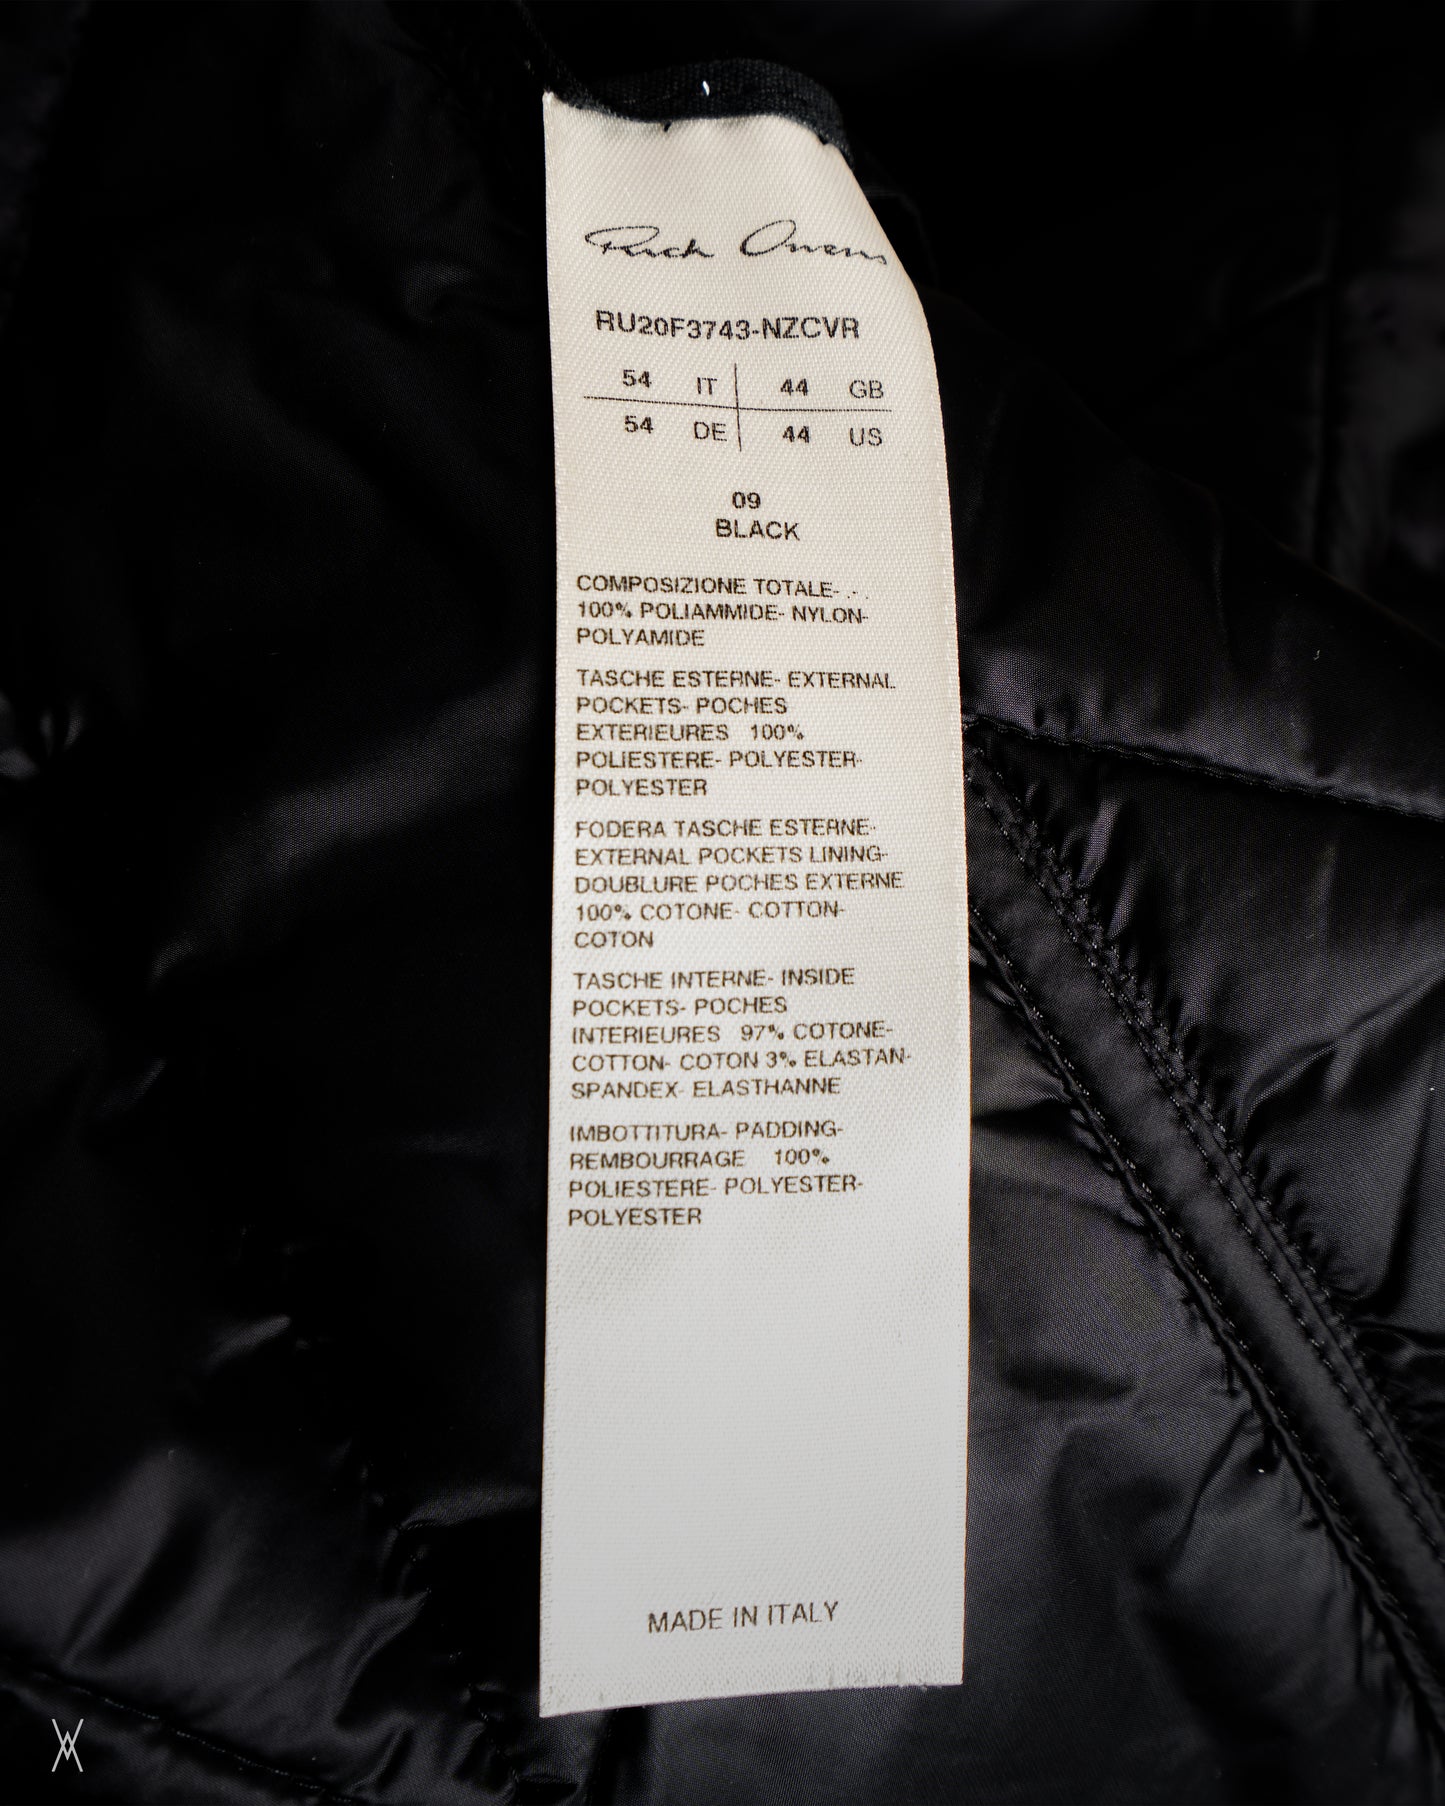 Rick Owens
RU20F3743-NZCVR
54 IT 44 GB
54 DE 44 US
09
BLACK
COMPOSIZIONE TOTALE- .- .
100% POLIAMMIDE- NYLON-
POLYAMIDE
TASCHE ESTERNE- EXTERNAL
POCKETS- POCHES
EXTERIEURES 100%
POLIESTERE- POLYESTER-
POLYESTER
FODERA TASCHE ESTERNE-
EXTERNAL POCKETS LINING-
DOUBLURE POCHES EXTERNE
100% COTONE- COTTON-
COTON
TASCHE INTERNE- INSIDE
POCKETS- POCHES
INTERIEURES 97% COTONE-
COTTON- COTON 3% ELASTAN-
SPANDEX- ELASTHANNE
IMBOTTITURA- PADDING-
REMBOURRAGE 100%
POLIESTERE- POLYESTER-
POLYESTER
MADE IN ITALY